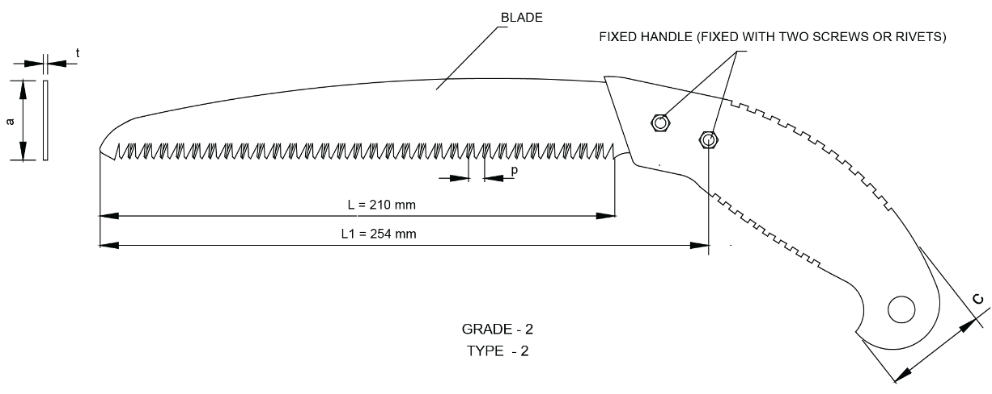 BLADE
FIXED HANDLE (FIXED WITH TWO SCREWS OR RIVETS)
t
a
p
L = 210 mm
L1 = 254 mm
C
GRADE - 2
TYPE - 2